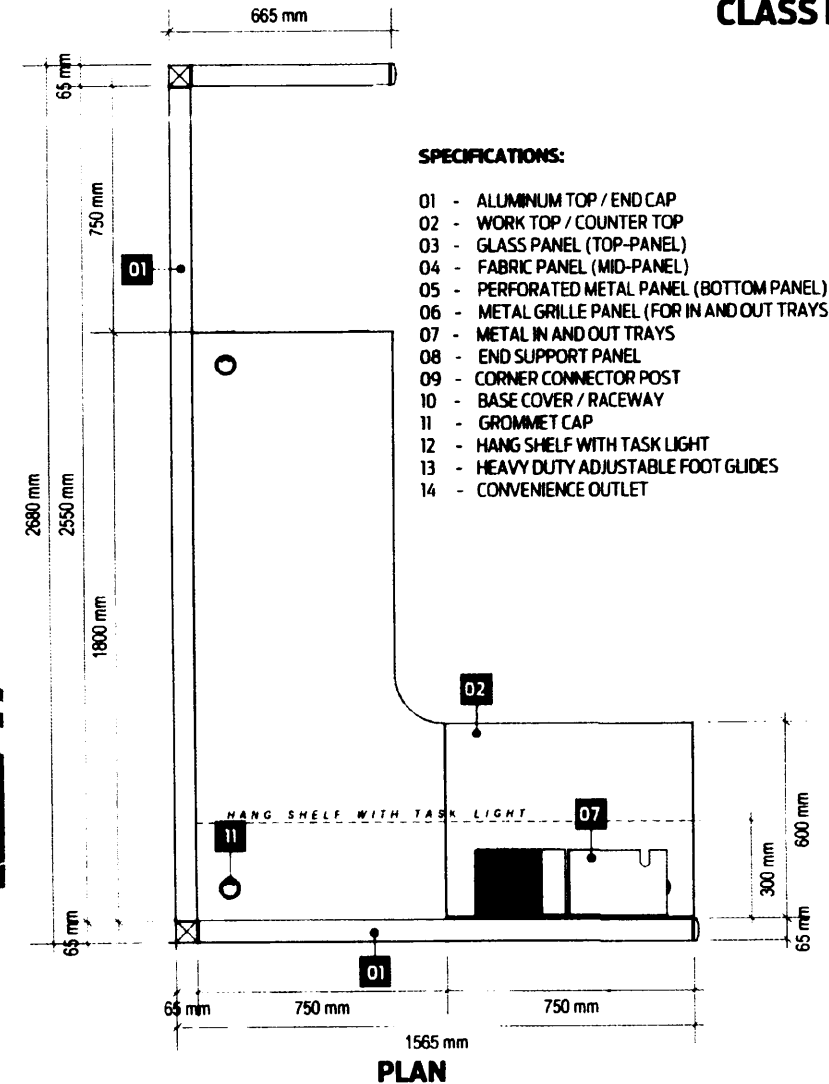 CLASS
665 mm
65 mm
SPECIFICATIONS:
01 - ALUMINUM TOP / END CAP
02 - WORK TOP / COUNTER TOP
03 - GLASS PANEL (TOP-PANEL)
04 - FABRIC PANEL (MID-PANEL)
05 - PERFORATED METAL PANEL (BOTTOM PANEL)
06 - METAL GRILLE PANEL (FOR IN AND OUT TRAYS
07 - METAL IN AND OUT TRAYS
08 - END SUPPORT PANEL
09 - CORNER CONNECTOR POST
10 - BASE COVER / RACEWAY
11 - GROMMET CAP
12 - HANG SHELF WITH TASK LIGHT
13 - HEAVY DUTY ADJUSTABLE FOOT GLIDES
14 - CONVENIENCE OUTLET
750 mm
01
2680 mm
2550 mm
1800 mm
02
HANG SHELF WITH TASK LIGHT
07
11
600 mm
300 mm
65 mm
65 mm
01
65 mm
750 mm
750 mm
1565 mm
PLAN